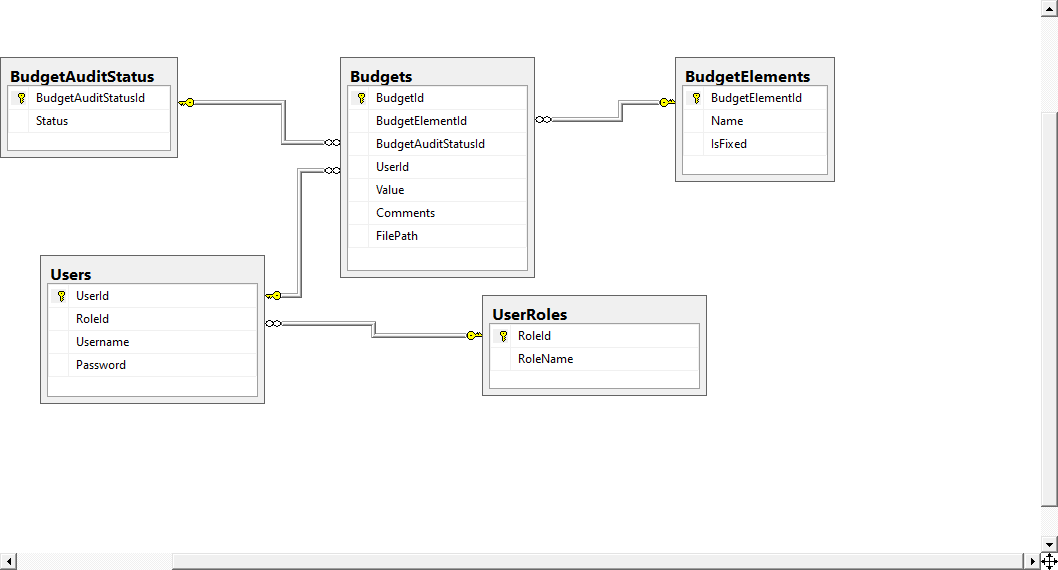 BudgetAuditStatus
BudgetAuditStatusId
Status
Budgets
BudgetId
BudgetElementId
BudgetAuditStatusId
UserId
Value
Comments
FilePath
BudgetElements
BudgetElementId
Name
IsFixed
Users
UserId
RoleId
Username
Password
UserRoles
RoleId
RoleName